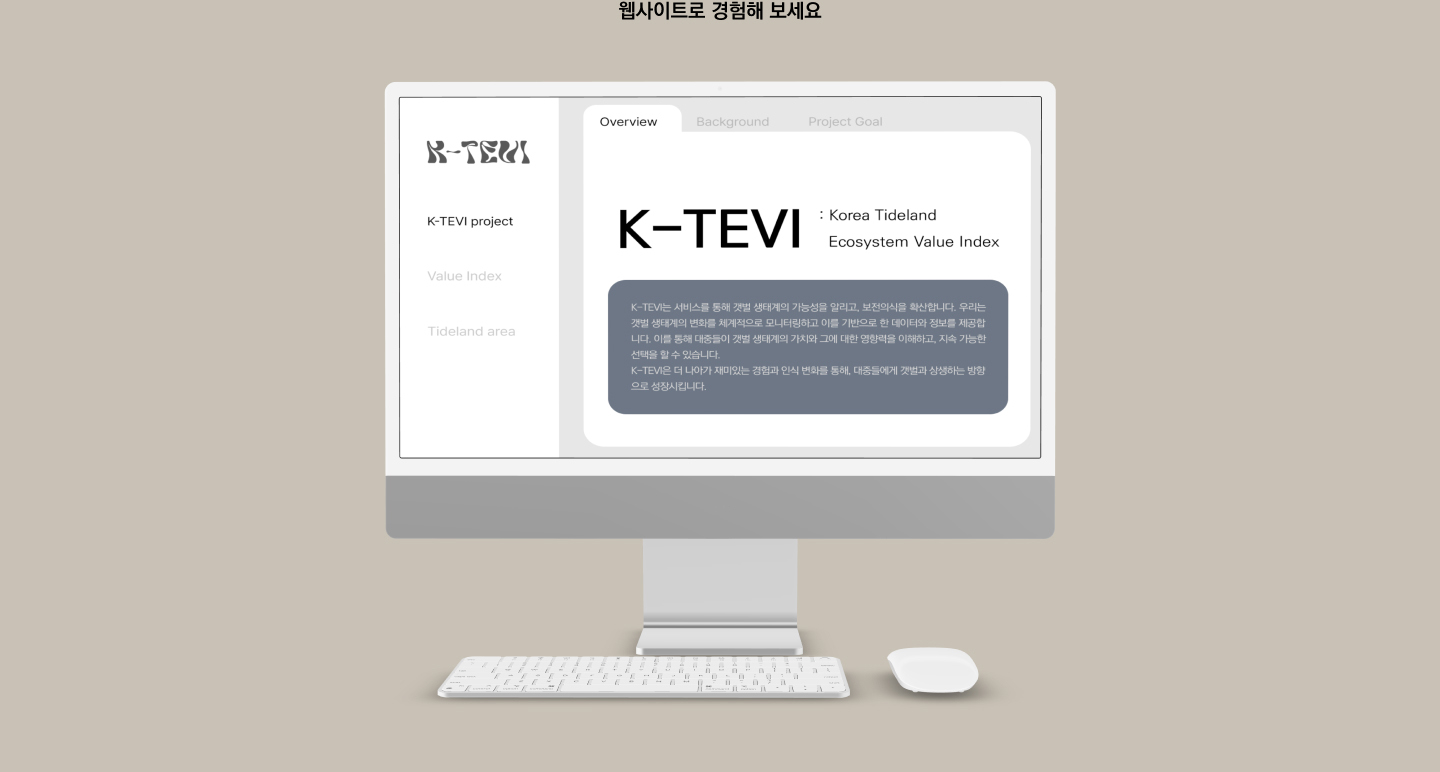 웹사이트로 경험해 보세요
Overview
Background
Project Goal
K-TEVI
K-TEVI project
Value Index
Tideland area
K-TEVI
: Korea Tideland
Ecosystem Value Index
K-TEVI는 서비스를 통해 갯벌 생태계의 가능성을 알리고, 보전의식을 확산합니다. 우리는
갯벌 생태계의 변화를 체계적으로 모니터링하고 이를 기반으로 한 데이터와 정보를 제공합
니다. 이를 통해 대중들이 갯벌 생태계의 가치와 그에 대한 영향력을 이해하고, 지속 가능한
선택을 할 수 있습니다.
K-TEVI은 더 나아가 재미있는 경험과 인식 변화를 통해, 대중들에게 갯벌과 상생하는 방향
으로 성장시킵니다.